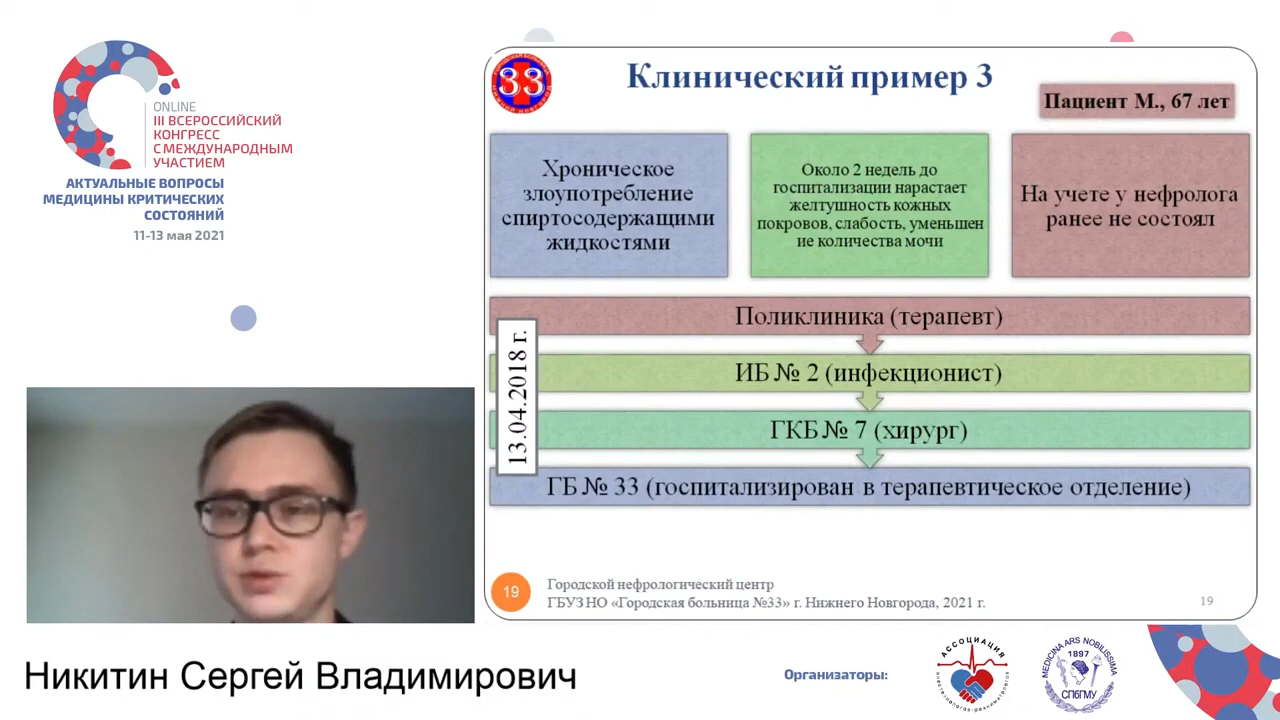 ONLINE
III ВСЕРОССИЙСКИЙ
КОНГРЕСС
С МЕЖДУНАРОДНЫМ
УЧАСТИЕМ
АКТУАЛЬНЫЕ ВОПРОСЫ
МЕДИЦИНЫ КРИТИЧЕСКИХ
СОСТОЯНИЙ
11-13 мая 2021
33
Клинический пример 3
Пациент М., 67 лет
Хроническое
злоупотребление
спиртосодержащими
жидкостями
Около 2 недель до
госпитализации нарастает
желтушность кожных
покровов, слабость, уменьшен
ие количества мочи
На учете у нефролога
ранее не состоял
13.04.2018 г.
Поликлиника (терапевт)
ИБ № 2 (инфекционист)
ГКБ № 7 (хирург)
ГБ № 33 (госпитализирован в терапевтическое отделение)
19
Городской нефрологический центр
ГБУЗ НО «Городская больница №33» г. Нижнего Новгорода, 2021 г.
19
Никитин Сергей Владимирович
Организаторы:
АССОЦИАЦИЯ
анестезиологов-реаниматологов
MEDICINA ARS NOBILISSIMA
1897
СПбГМУ